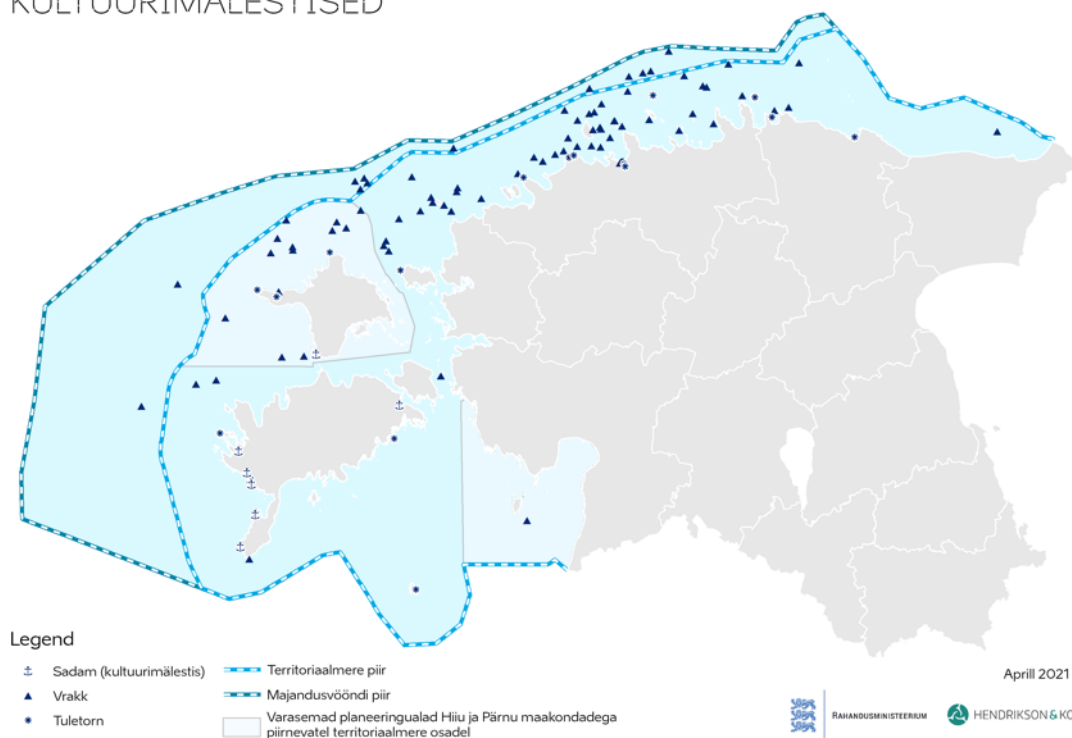 KULTUURIMÄLESTISED
Legend
Sadam (kultuurimälestis)
Vrakk
Tuletorn
Territoriaalmere piir
Majandusvööndi piir
Varasemad planeeringualad Hiiu ja Pärnu maakondadega
piirnevatel territoriaalmere osadel
Aprill 2021
RAHANDUSMINISTEERIUM
HENDRIKSON & KO